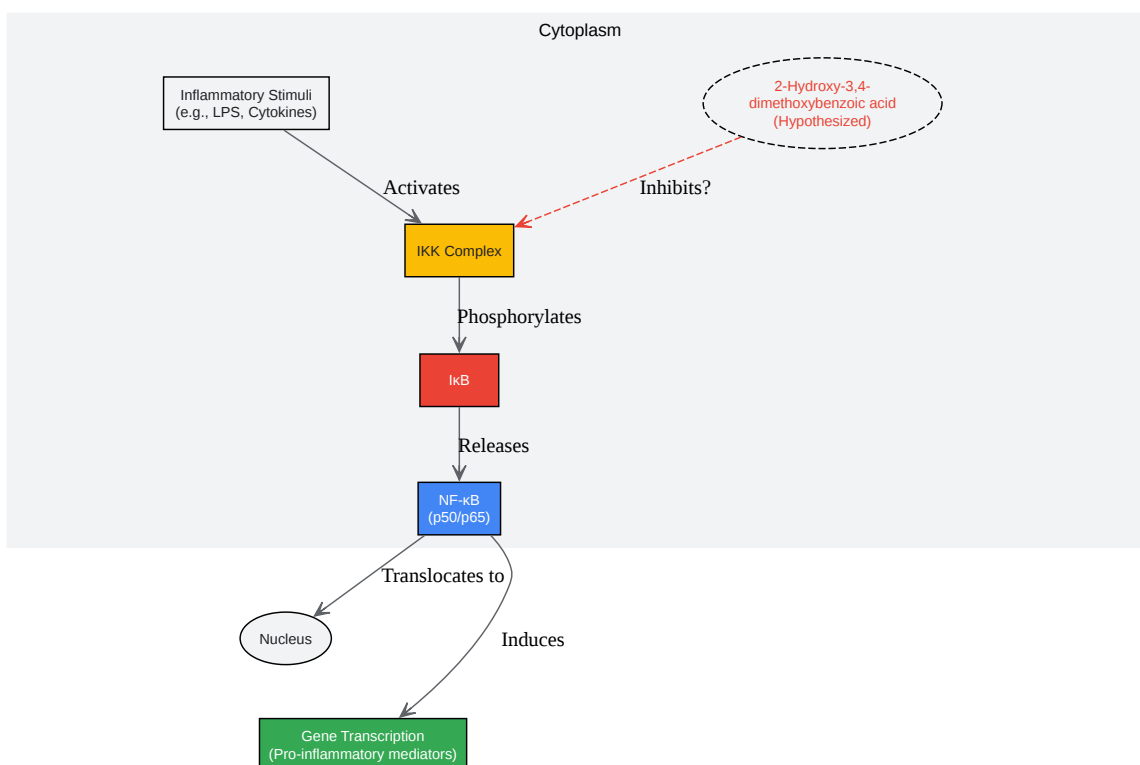 Cytoplasm
Inflammatory Stimuli
(e.g., LPS, Cytokines)
2-Hydroxy-3,4-
dimethoxybenzoic acid
(Hypothesized)
Activates
Inhibits?
IKK Complex
Phosphorylates
IκB
Releases
NF-κB
(p50/p65)
Translocates to
Nucleus
Induces
Gene Transcription
(Pro-inflammatory mediators)